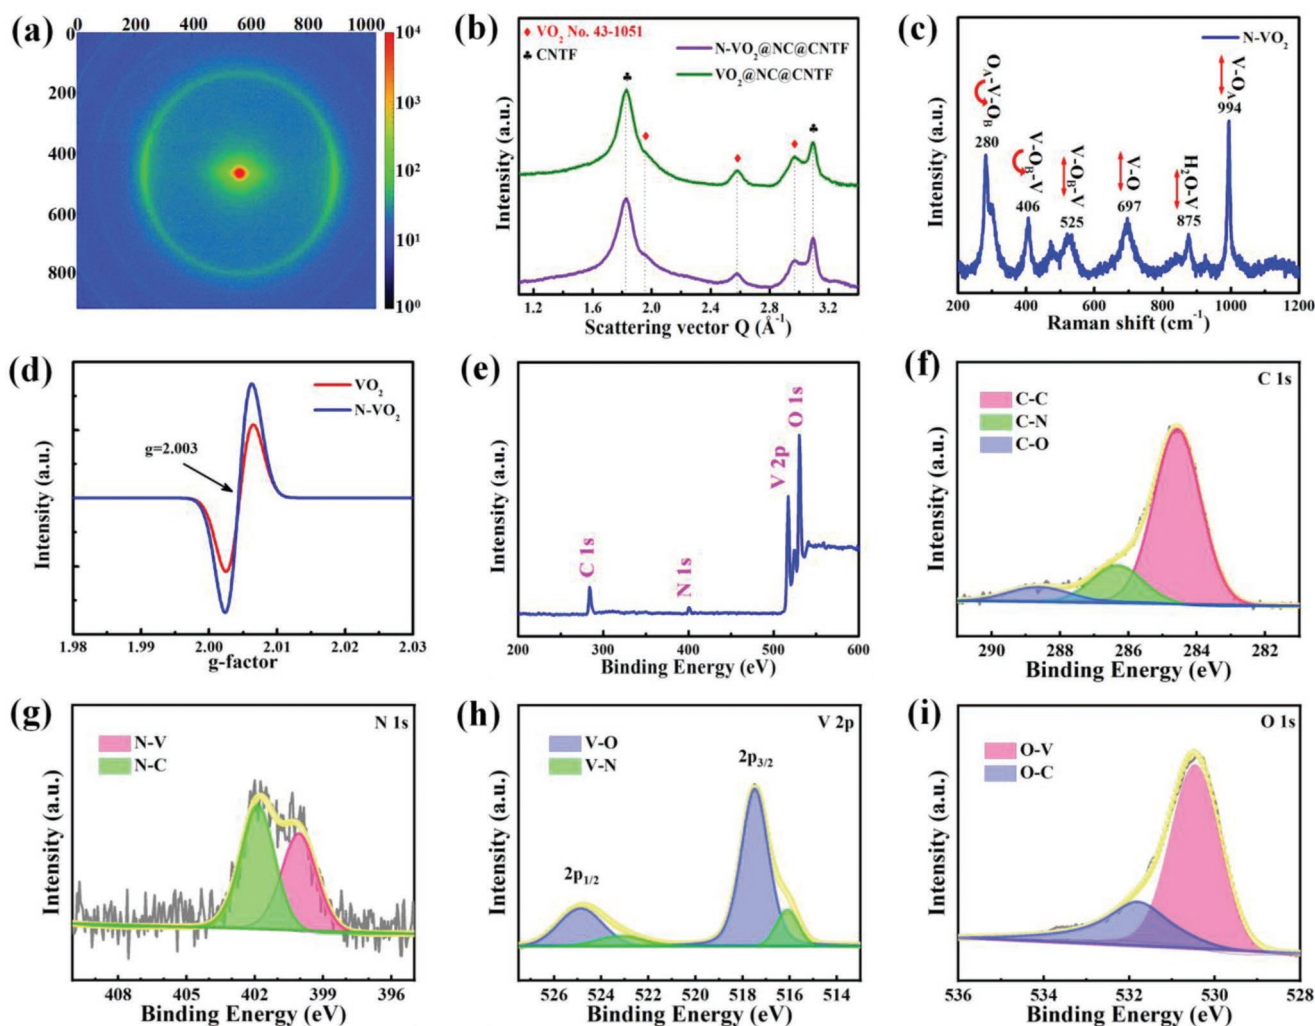 (a)
0 200 400 600 800 1000
0
200
400
600
800
10⁴
10³
10²
10¹
10⁰
(b)
♦ VO₂ No. 43-1051
♣ CNTF
N-VO₂@NC@CNTF
VO₂@NC@CNTF
Intensity (a.u.)
1.2 1.6 2.0 2.4 2.8 3.2
Scattering vector Q (Å⁻¹)
(c)
N-VO₂
O_A-V-O_B
280
V-O_B-V
406
V-O_B-V
525
V-O
697
H₂O-V
875
V-O_A
994
Intensity (a.u.)
200 400 600 800 1000 1200
Raman shift (cm⁻¹)
(d)
VO₂
N-VO₂
g=2.003
Intensity (a.u.)
1.98 1.99 2.00 2.01 2.02 2.03
g-factor
(e)
C 1s
N 1s
V 2p
O 1s
Intensity (a.u.)
200 300 400 500 600
Binding Energy (eV)
(f)
C 1s
C-C
C-N
C-O
Intensity (a.u.)
290 288 286 284 282
Binding Energy (eV)
(g)
N 1s
N-V
N-C
Intensity (a.u.)
408 405 402 399 396
Binding Energy (eV)
(h)
V 2p
V-O
V-N
2p₁/₂
2p₃/₂
Intensity (a.u.)
526 524 522 520 518 516 514
Binding Energy (eV)
(i)
O 1s
O-V
O-C
Intensity (a.u.)
536 534 532 530 528
Binding Energy (eV)